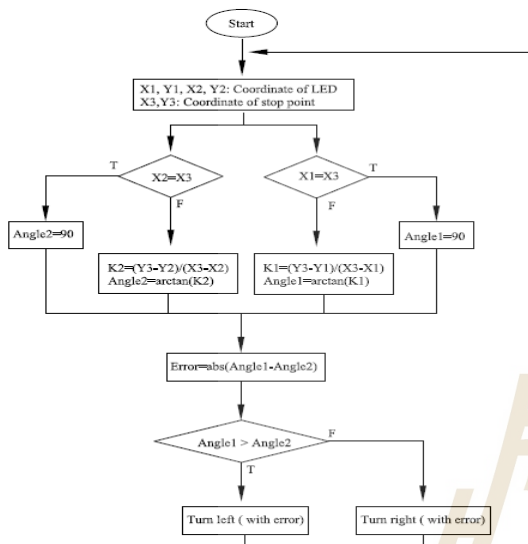 Start
X1, Y1, X2, Y2: Coordinate of LED
X3,Y3: Coordinate of stop point
T
X2=X3
F
X1=X3
T
F
Angle2=90
Angle1=90
K2=(Y3-Y2)/(X3-X2)
Angle2=arctan(K2)
K1=(Y3-Y1)/(X3-X1)
Angle1=arctan(K1)
Error=abs(Angle1-Angle2)
Angle1 > Angle2
F
T
Turn left ( with error)
Turn right ( with error)